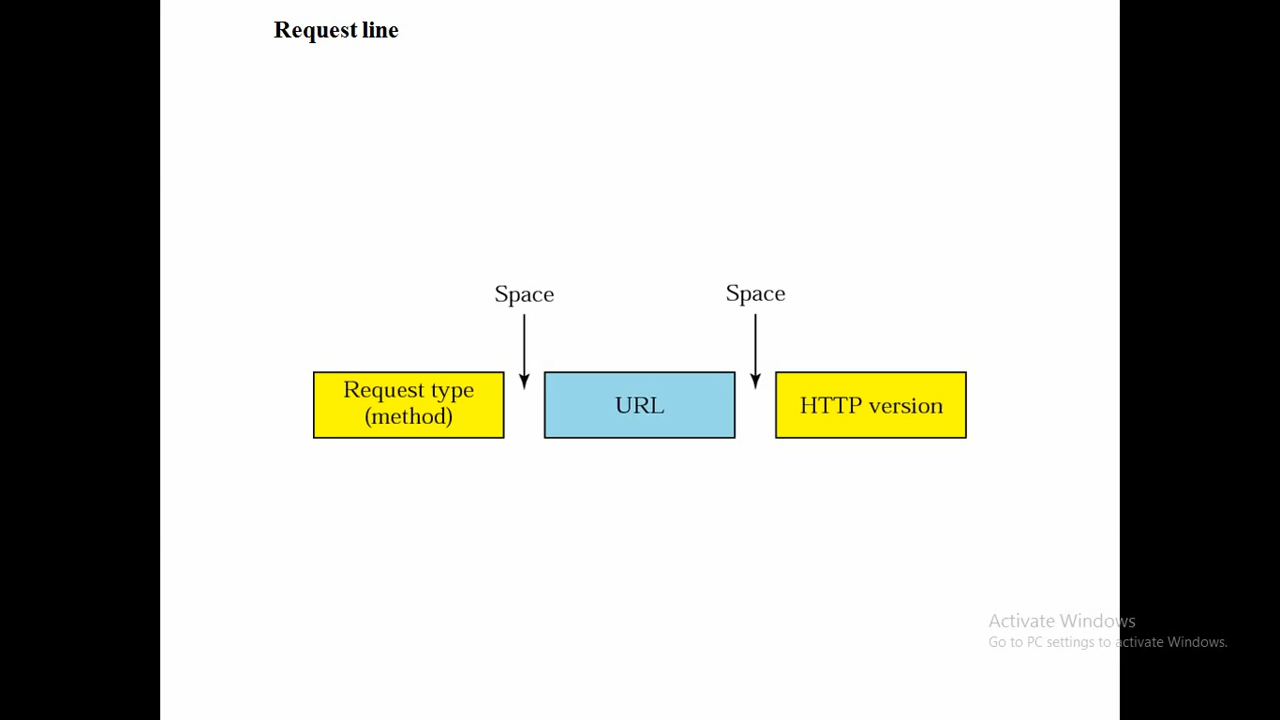 Request line
Space
Space
Request type
(method)
URL
HTTP version
Activate Windows
Go to PC settings to activate Windows.